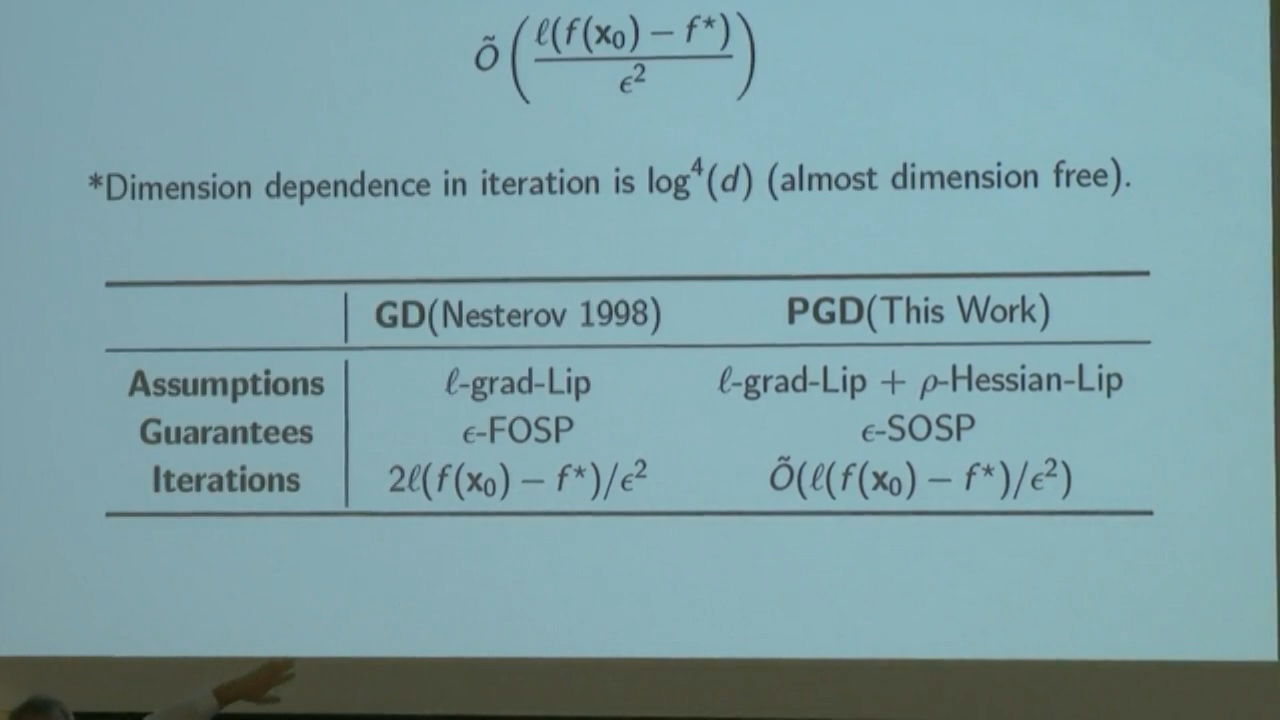 Õ(ℓ(f(x₀) − f*)/ϵ²)
*Dimension dependence in iteration is log⁴(d) (almost dimension free).
GD(Nesterov 1998) PGD(This Work)
Assumptions ℓ-grad-Lip ℓ-grad-Lip + ρ-Hessian-Lip
Guarantees ϵ-FOSP ϵ-SOSP
Iterations 2ℓ(f(x₀) − f*)/ϵ² Õ(ℓ(f(x₀) − f*)/ϵ²)